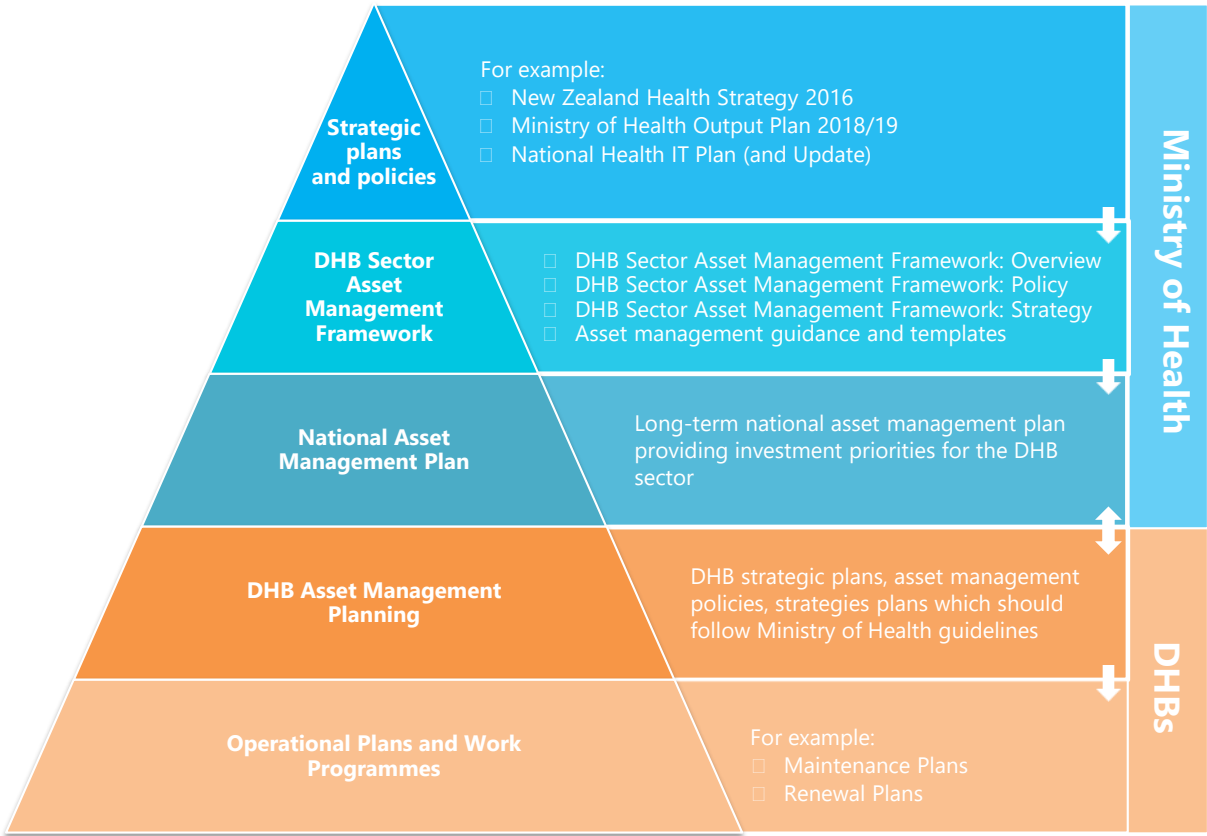 Strategic
plans
and policies
For example:
□ New Zealand Health Strategy 2016
□ Ministry of Health Output Plan 2018/19
□ National Health IT Plan (and Update)
DHB Sector
Asset
Management
Framework
□ DHB Sector Asset Management Framework: Overview
□ DHB Sector Asset Management Framework: Policy
□ DHB Sector Asset Management Framework: Strategy
□ Asset management guidance and templates
National Asset
Management Plan
Long-term national asset management plan
providing investment priorities for the DHB
sector
Ministry of Health
DHB Asset Management
Planning
DHB strategic plans, asset management
policies, strategies plans which should
follow Ministry of Health guidelines
Operational Plans and Work
Programmes
For example:
□ Maintenance Plans
□ Renewal Plans
DHBs